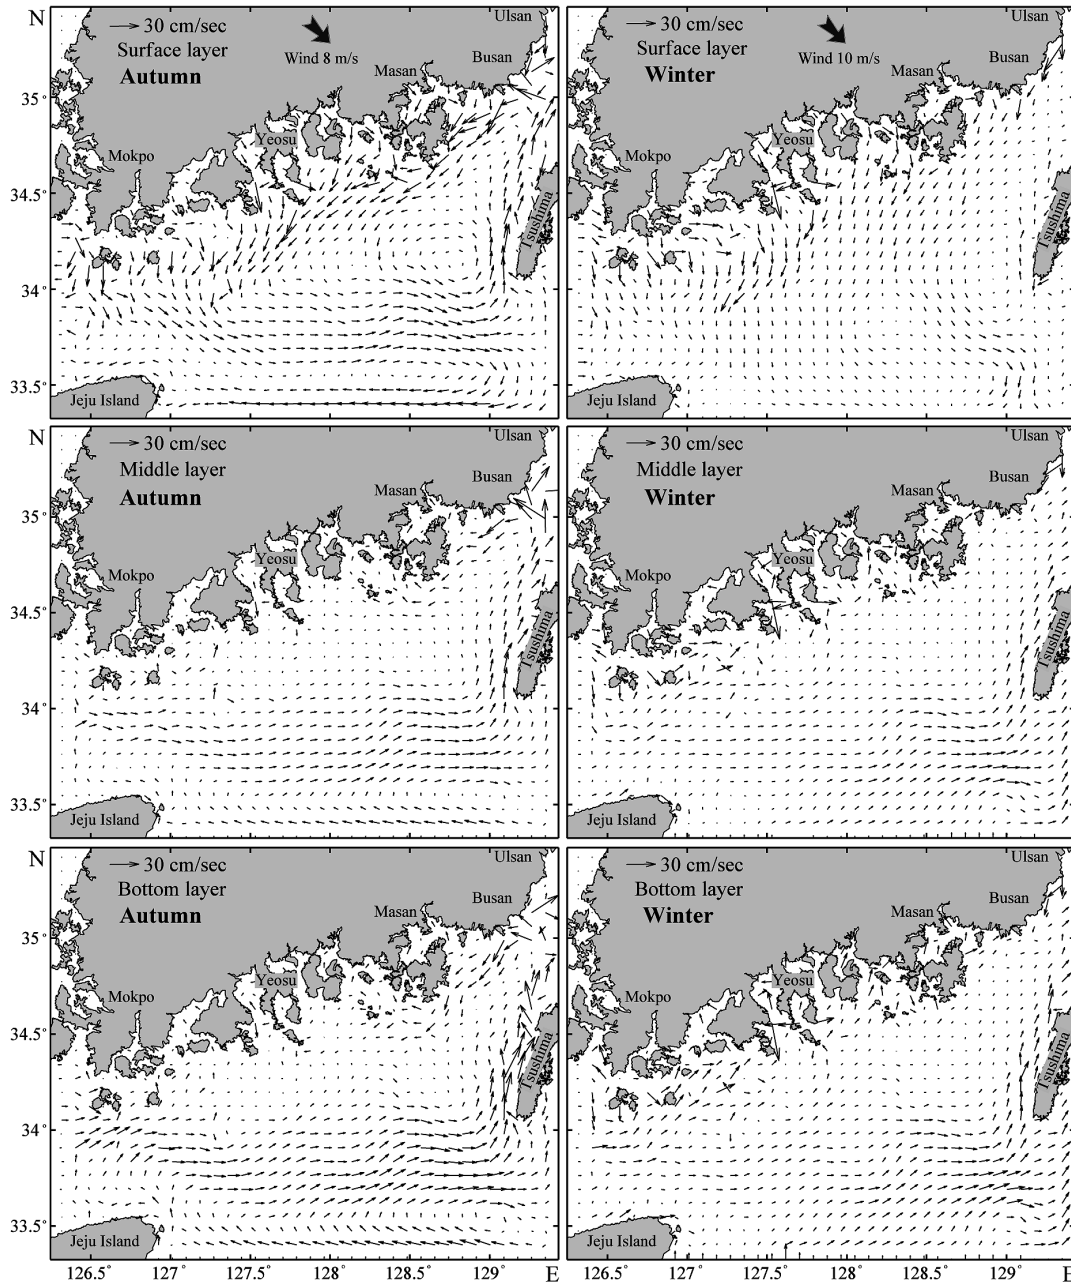 N
30 cm/sec
Surface layer
Autumn
Wind 8 m/s
Ulsan
Busan
Masan
Yeosu
Mokpo
Tsushima
Jeju Island
35°
34.5°
34°
33.5°
30 cm/sec
Surface layer
Winter
Wind 10 m/s
Ulsan
Busan
Masan
Yeosu
Mokpo
Tsushima
Jeju Island
N
30 cm/sec
Middle layer
Autumn
Ulsan
Busan
Masan
Yeosu
Mokpo
Tsushima
Jeju Island
35°
34.5°
34°
33.5°
30 cm/sec
Middle layer
Winter
Ulsan
Busan
Masan
Yeosu
Mokpo
Tsushima
Jeju Island
N
30 cm/sec
Bottom layer
Autumn
Ulsan
Busan
Masan
Yeosu
Mokpo
Tsushima
Jeju Island
35°
34.5°
34°
33.5°
30 cm/sec
Bottom layer
Winter
Ulsan
Busan
Masan
Yeosu
Mokpo
Tsushima
Jeju Island
126.5° 127° 127.5° 128° 128.5° 129° E
126.5° 127° 127.5° 128° 128.5° 129° E